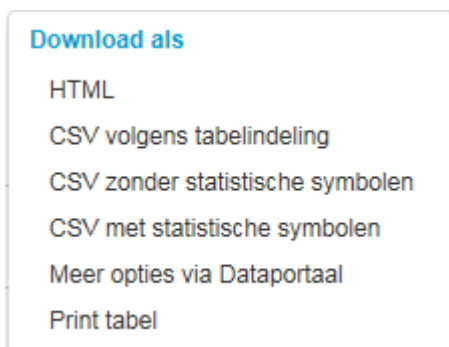 Download als
HTML
CSV volgens tabelindeling
CSV zonder statistische symbolen
CSV met statistische symbolen
Meer opties via Dataportaal
Print tabel